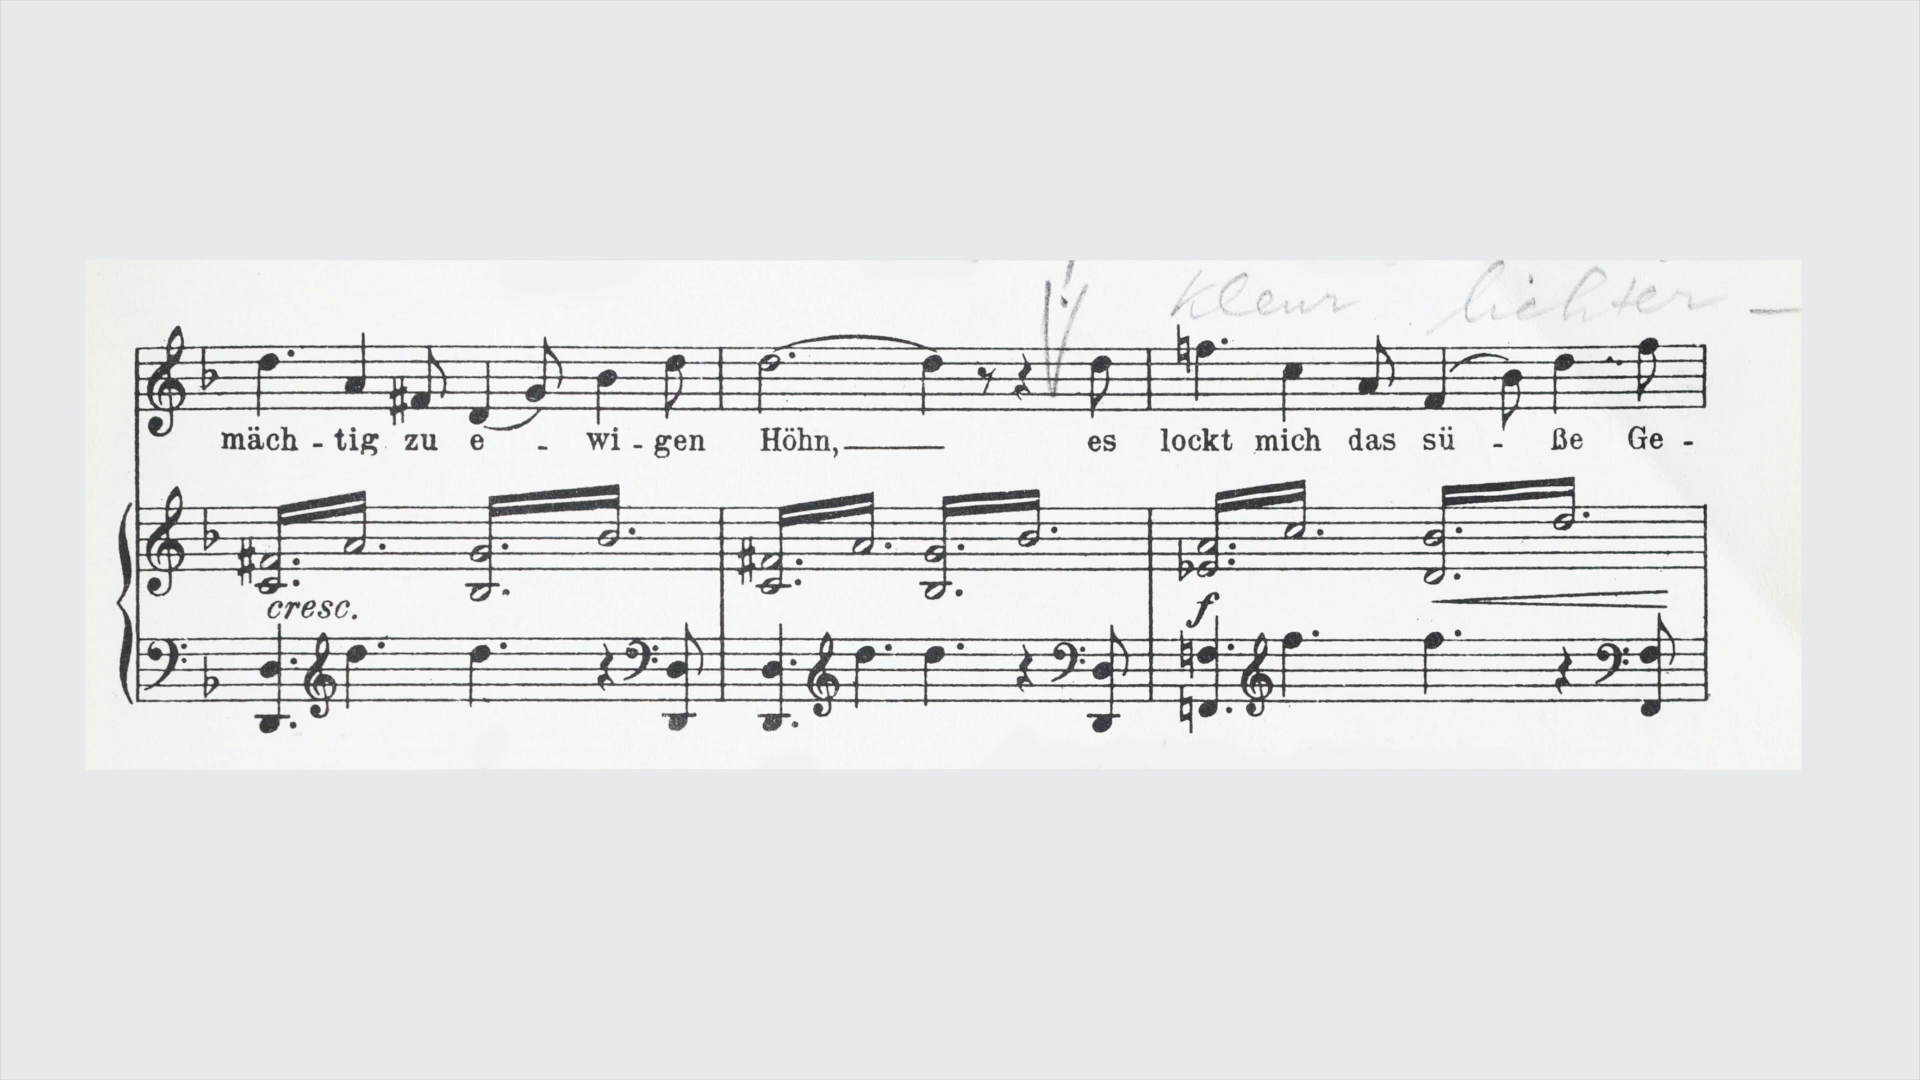 kleur lichter –
mäch - tig zu e - wi - gen Höhn, es lockt mich das sü - ße Ge -
cresc.
f